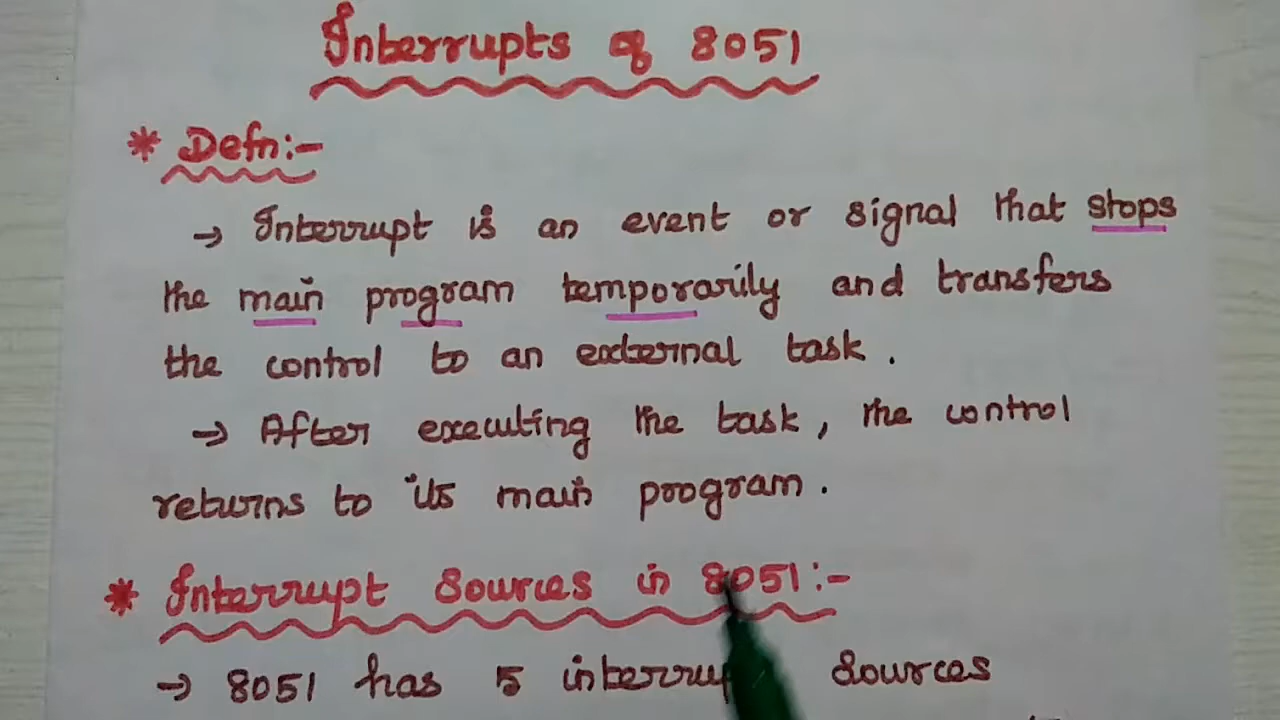 Interrupts of 8051
* Defn:-
→ Interrupt is an event or signal that stops
the main program temporarily and transfers
the control to an external task.
→ After executing the task, the control
returns to its main program.
* Interrupt Sources in 8051:-
→ 8051 has 5 interrupt Sources